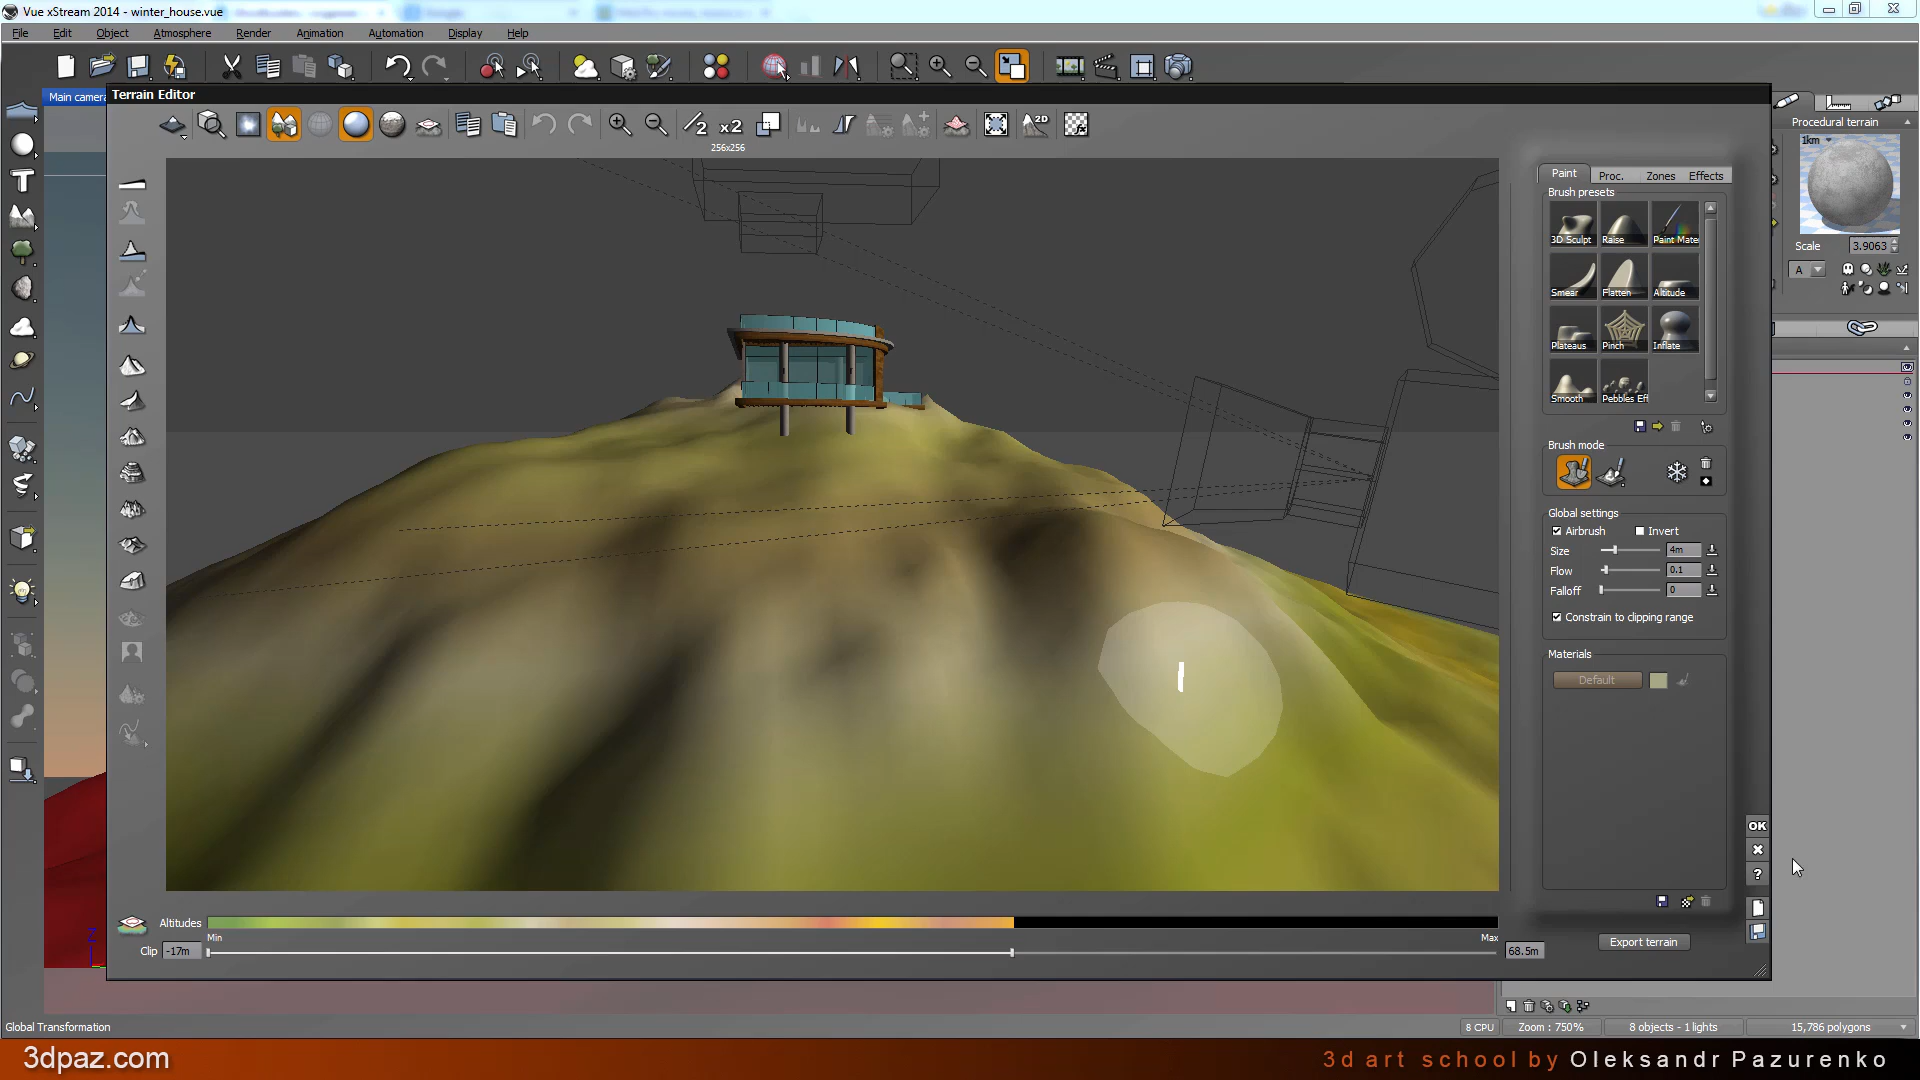 Vue xStream 2014 - winter_house.vue
File Edit Object Atmosphere Render Animation Automation Display Help
Main camera
Terrain Editor
/2 x2
2D
256x256
Procedural terrain
1km
Scale 3.9063
A
Paint Proc. Zones Effects
Brush presets
3D Sculpt Raise Paint Mate
Smear Flatten Altitude
Plateaus Pinch Inflate
Smooth Pebbles Eff
Brush mode
Global settings
Airbrush Invert
Size 4m
Flow 0.1
Falloff 0
Constrain to clipping range
Materials
Default
OK
?
Altitudes
Min Max
Clip -17m 68.5m
Export terrain
Z
Global Transformation
8 CPU Zoom : 750% 8 objects - 1 lights 15,786 polygons
3dpaz.com
3d art school by Oleksandr Pazurenko